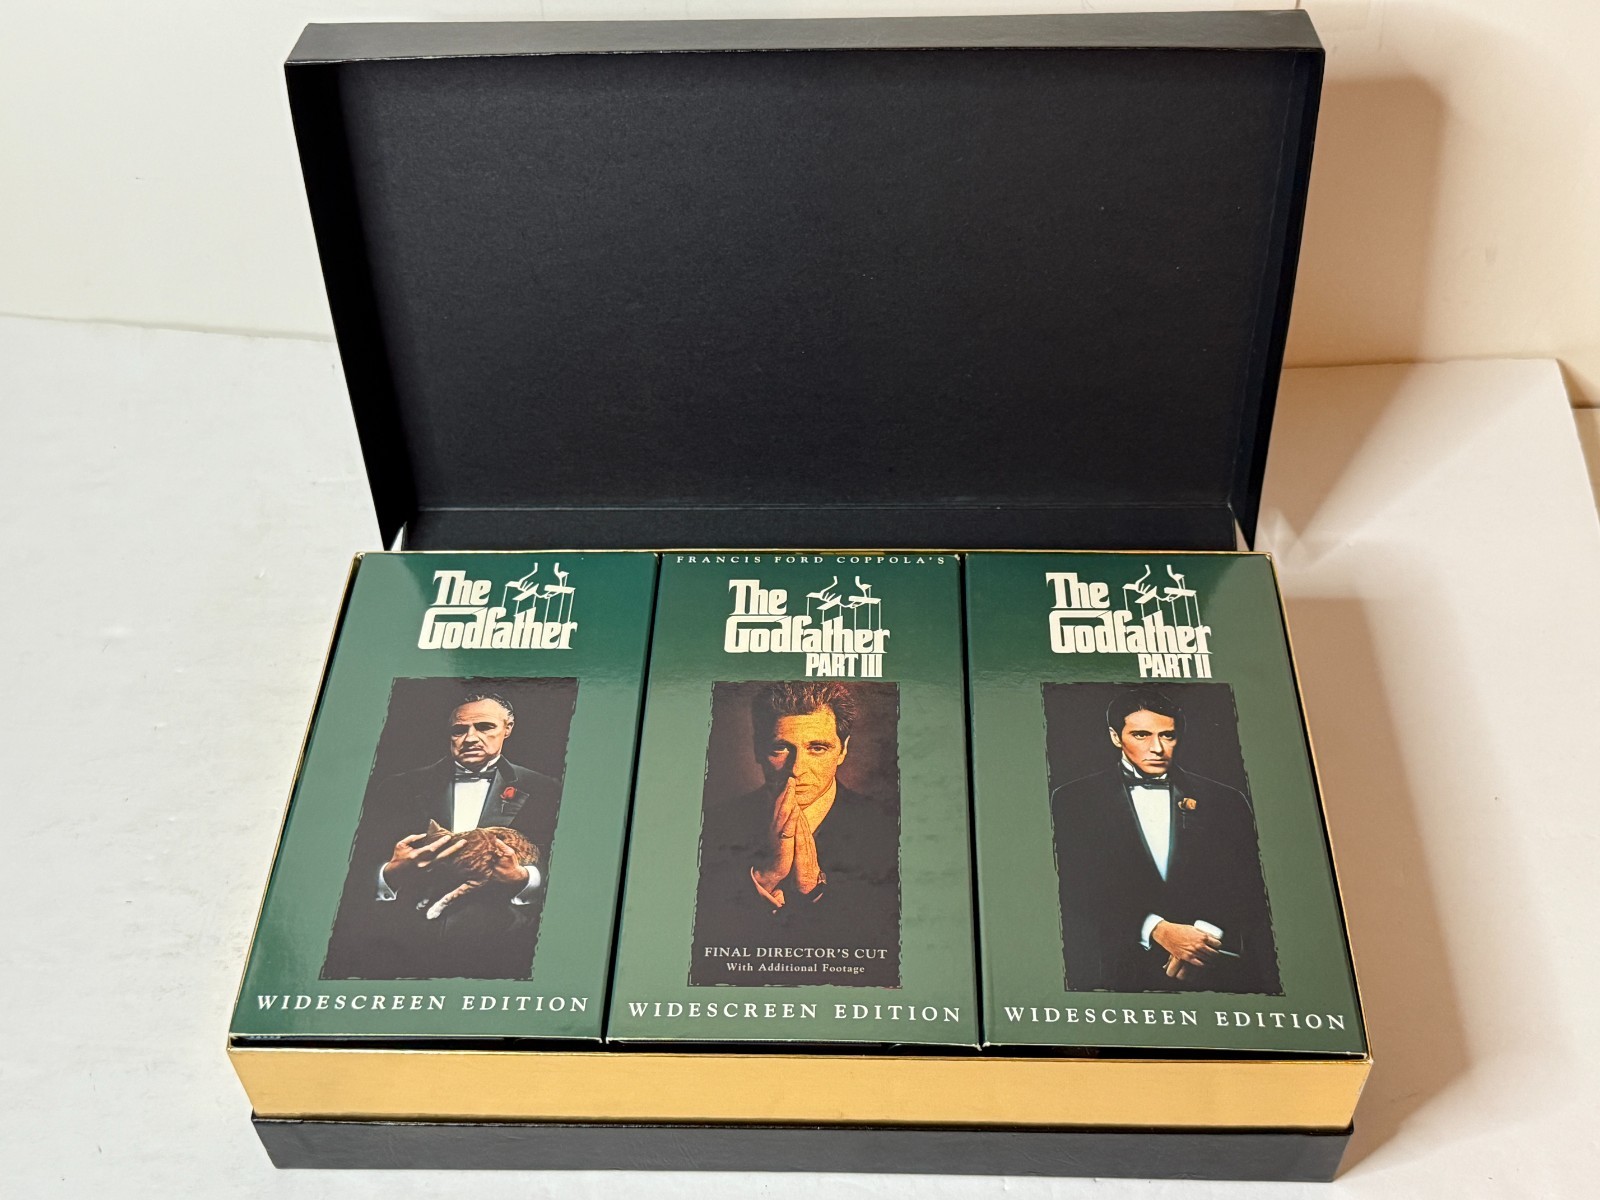 The
Godfather
WIDESCREEN EDITION
FRANCIS FORD COPPOLA'S
The
Godfather
PART III
FINAL DIRECTOR'S CUT
With Additional Footage
WIDESCREEN EDITION
The
Godfather
PART II
WIDESCREEN EDITION